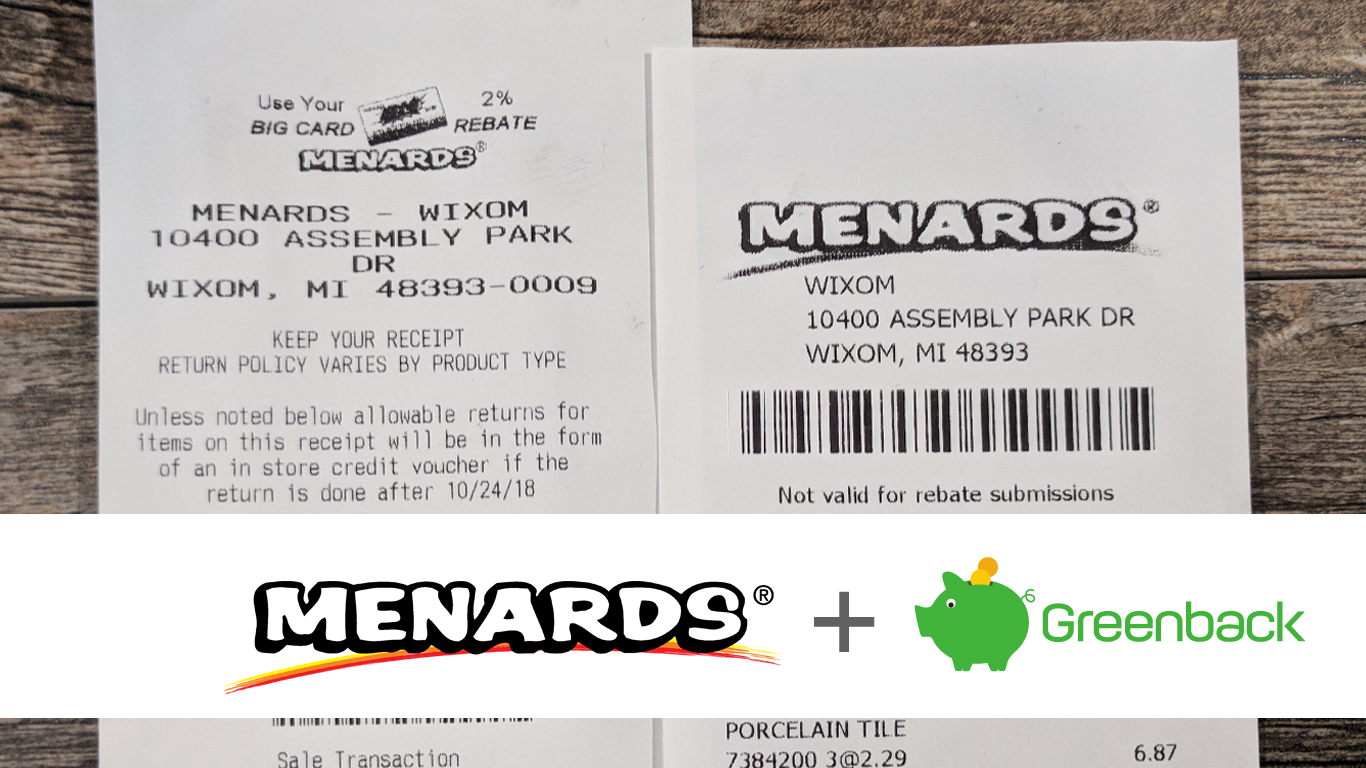 Use Your
BIG CARD
2%
REBATE
MENARDS®
MENARDS - WIXOM
10400 ASSEMBLY PARK
DR
WIXOM, MI 48393-0009
KEEP YOUR RECEIPT
RETURN POLICY VARIES BY PRODUCT TYPE
Unless noted below allowable returns for
items on this receipt will be in the form
of an in store credit voucher if the
return is done after 10/24/18
MENARDS®
WIXOM
10400 ASSEMBLY PARK DR
WIXOM, MI 48393
Not valid for rebate submissions
MENARDS® + Greenback
Sale Transaction
PORCELAIN TILE
7384200 3@2.29 6.87